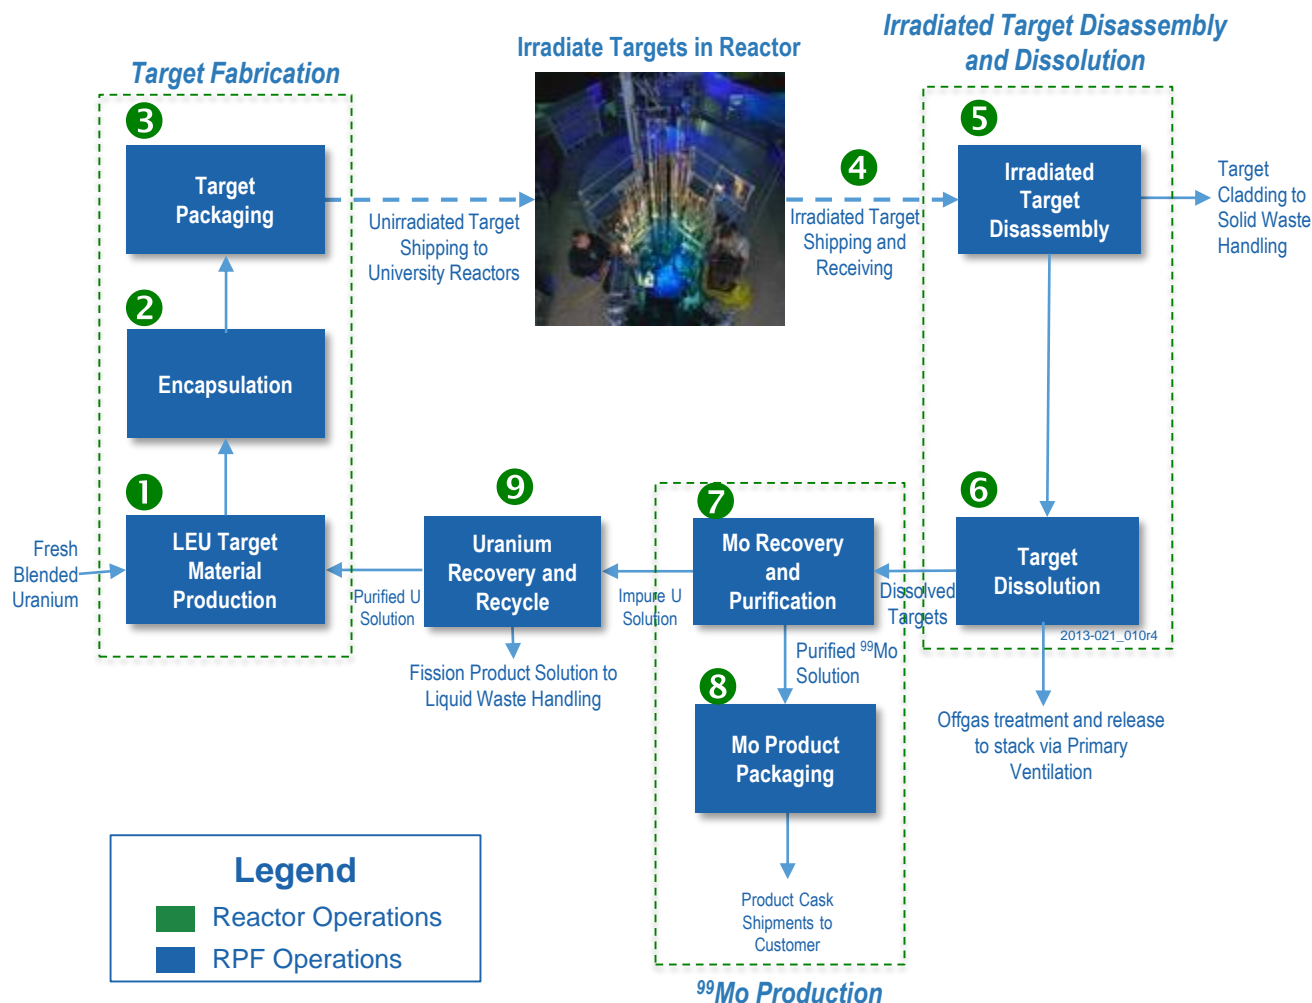 Target Fabrication
Irradiate Targets in Reactor
Irradiated Target Disassembly
and Dissolution
3
Target
Packaging
Unirradiated Target
Shipping to
University Reactors
4
Irradiated Target
Shipping and
Receiving
5
Irradiated
Target
Disassembly
Target
Cladding to
Solid Waste
Handling
2
Encapsulation
1
LEU Target
Material
Production
Fresh
Blended
Uranium
Purified U
Solution
9
Uranium
Recovery and
Recycle
Impure U
Solution
Fission Product Solution to
Liquid Waste Handling
7
Mo Recovery
and
Purification
Dissolved
Targets
6
Target
Dissolution
2013-021_010r4
Purified ⁹⁹Mo
Solution
8
Mo Product
Packaging
Offgas treatment and release
to stack via Primary
Ventilation
Product Cask
Shipments to
Customer
⁹⁹Mo Production
Legend
Reactor Operations
RPF Operations